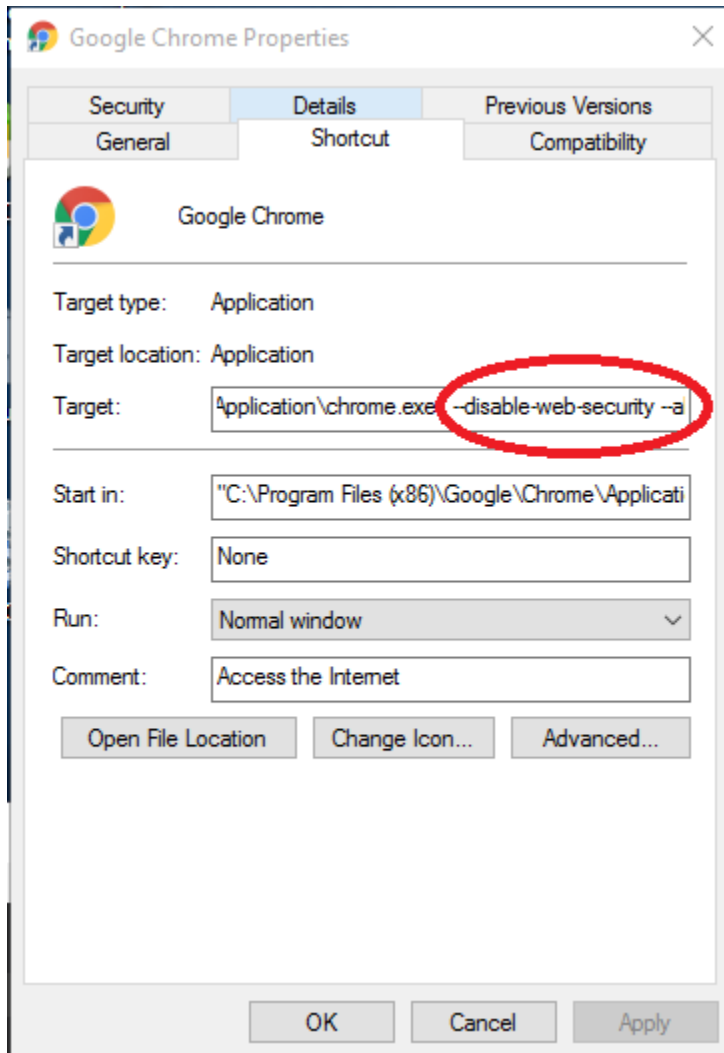 Google Chrome Properties
Security Details Previous Versions
General Shortcut Compatibility
Google Chrome
Target type: Application
Target location: Application
Target: Application\chrome.exe" --disable-web-security --a
Start in: "C:\Program Files (x86)\Google\Chrome\Applicati
Shortcut key: None
Run: Normal window
Comment: Access the Internet
Open File Location Change Icon... Advanced...
OK Cancel Apply